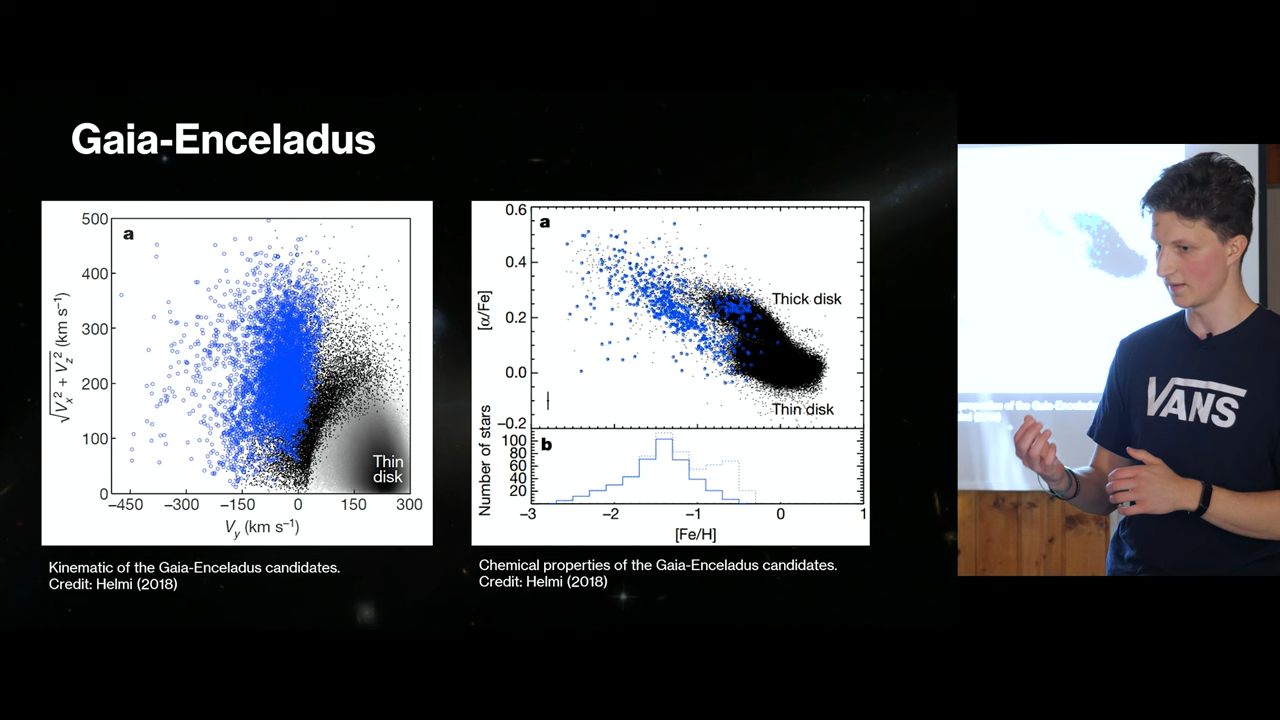 Gaia-Enceladus
a
500
400
300
200
100
0
√Vx² + Vz² (km s⁻¹)
Thin
disk
−450 −300 −150 0 150 300
Vy (km s⁻¹)
Kinematic of the Gaia-Enceladus candidates.
Credit: Helmi (2018)
a
0.6
0.4
0.2
0.0
−0.2
[α/Fe]
Thick disk
Thin disk
b
100
80
60
40
20
Number of stars
−3 −2 −1 0 1
[Fe/H]
Chemical properties of the Gaia-Enceladus candidates.
Credit: Helmi (2018)
VANS